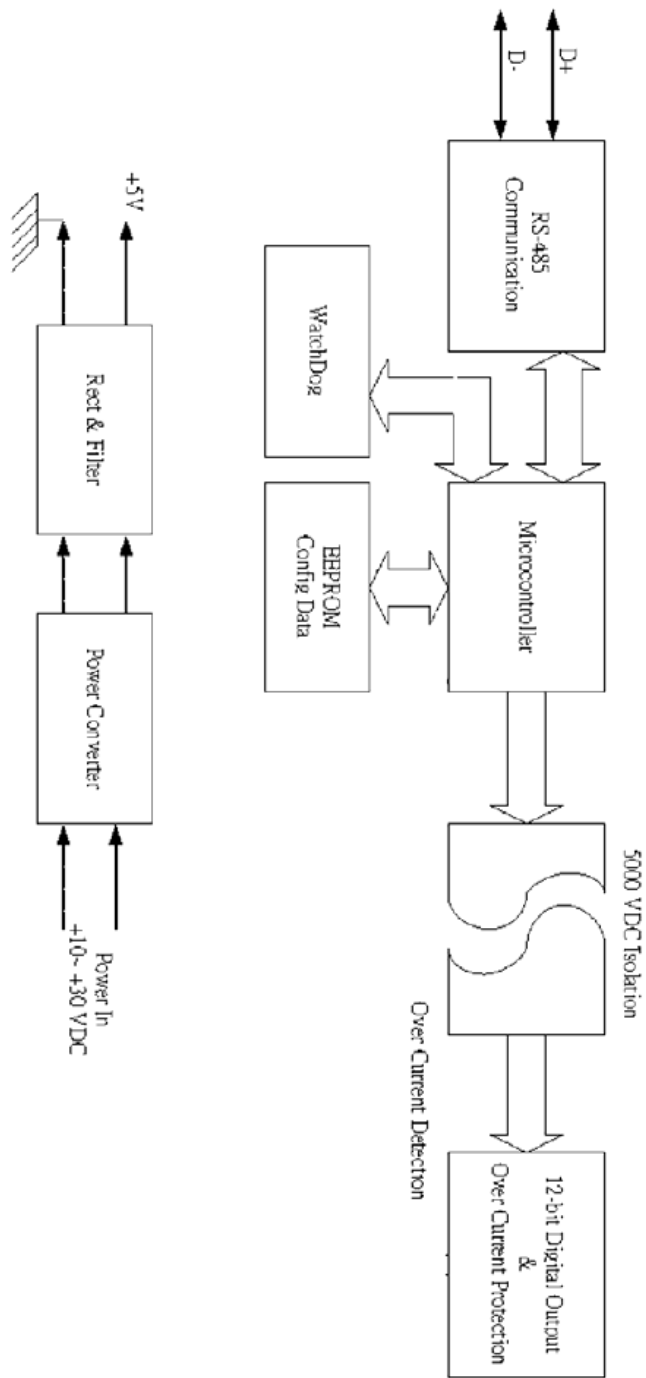 D+
D-
RS-485
Communication
WatchDog
Microcontroller
EEPROM
Config Data
5000 VDC Isolation
Over Current Detection
12-bit Digital Output
&
Over Current Protection
+5V
Rect & Filter
Power Converter
Power In
+10~ +30 VDC